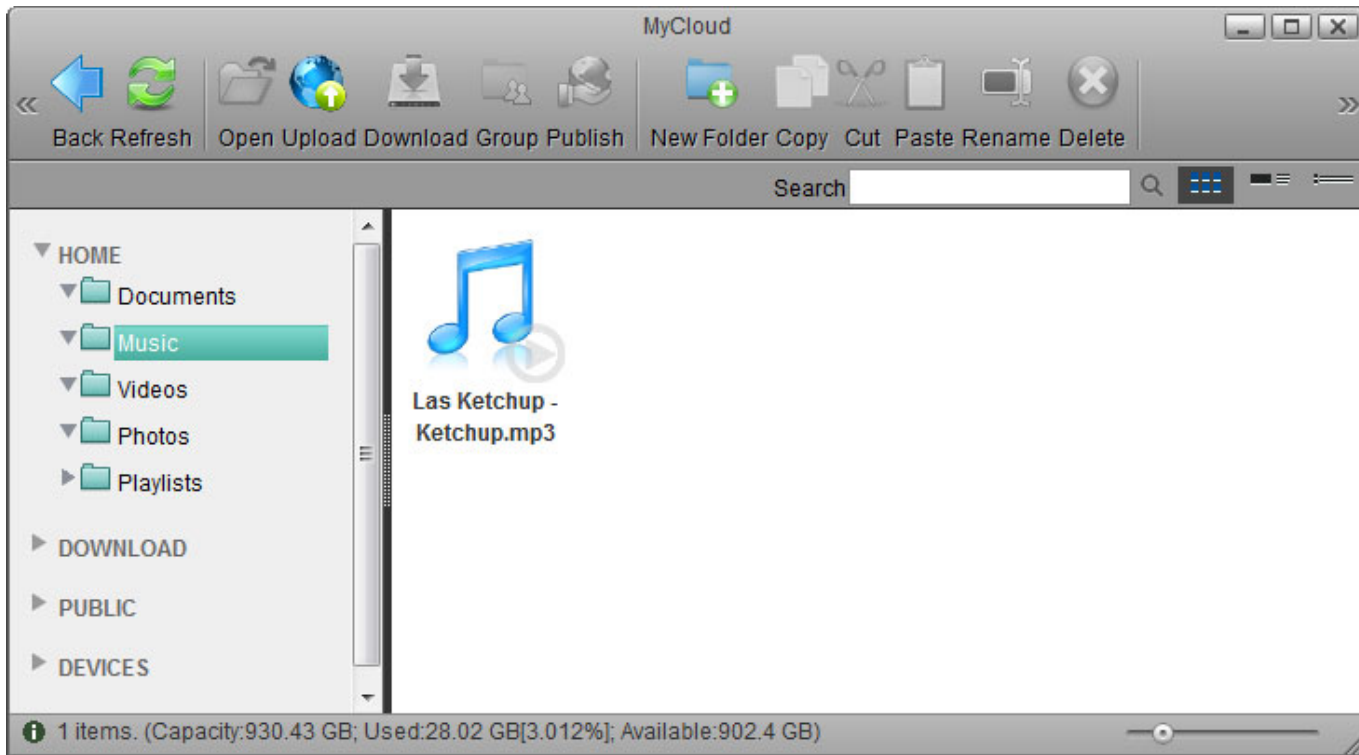 MyCloud
Back Refresh Open Upload Download Group Publish New Folder Copy Cut Paste Rename Delete
Search
HOME
Documents
Music
Videos
Photos
Playlists
DOWNLOAD
PUBLIC
DEVICES
Las Ketchup -
Ketchup.mp3
1 items. (Capacity:930.43 GB; Used:28.02 GB[3.012%]; Available:902.4 GB)